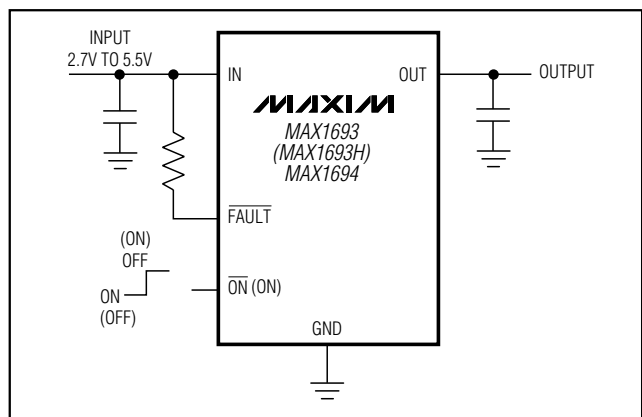 INPUT
2.7V TO 5.5V
IN
OUT
OUTPUT
MAXIM
MAX1693
(MAX1693H)
MAX1694
FAULT
(ON)
OFF
ON
(OFF)
ON (ON)
GND